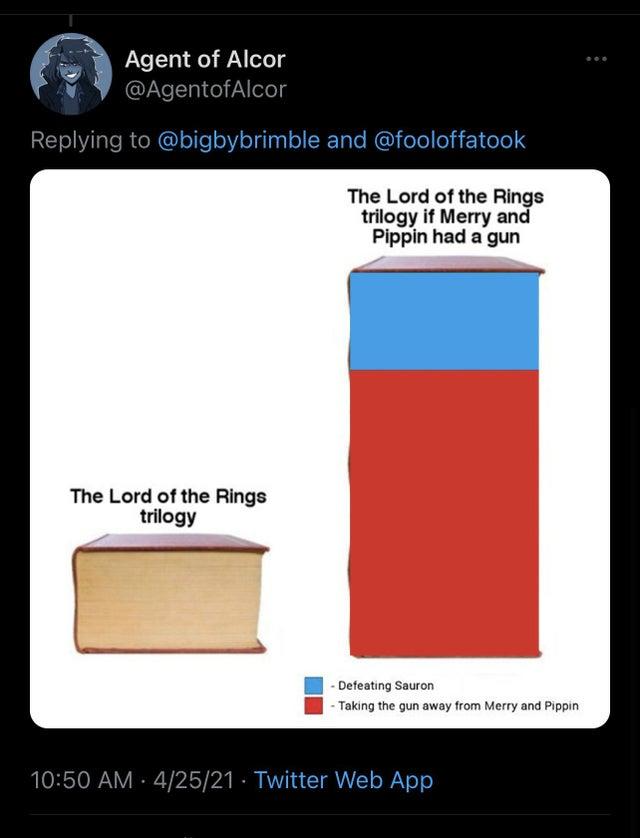 Agent of Alcor
@AgentofAlcor
Replying to @bigbybrimble and @fooloffatook
The Lord of the Rings
trilogy if Merry and
Pippin had a gun
The Lord of the Rings
trilogy
- Defeating Sauron
- Taking the gun away from Merry and Pippin
10:50 AM · 4/25/21 · Twitter Web App